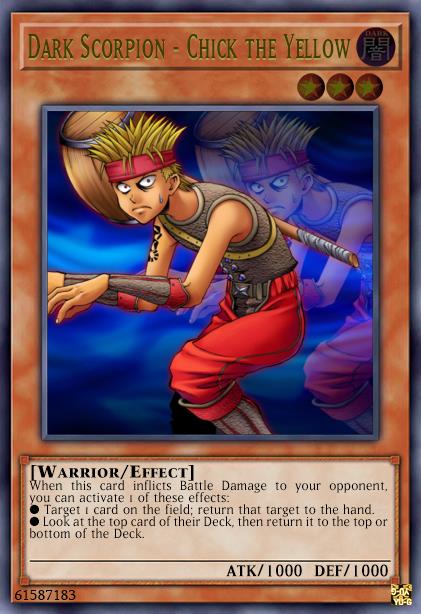 DARK SCORPION - CHICK THE YELLOW
DARK
闇
[WARRIOR/EFFECT]
When this card inflicts Battle Damage to your opponent,
you can activate 1 of these effects:
● Target 1 card on the field; return that target to the hand.
● Look at the top card of their Deck, then return it to the top or
bottom of the Deck.
ATK/1000 DEF/1000
61587183